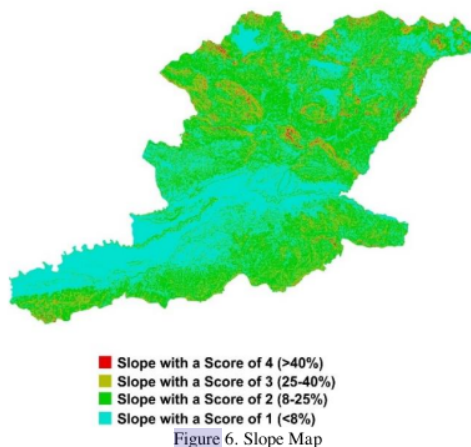 Slope with a Score of 4 (>40%)
Slope with a Score of 3 (25-40%)
Slope with a Score of 2 (8-25%)
Slope with a Score of 1 (<8%)
Figure 6. Slope Map